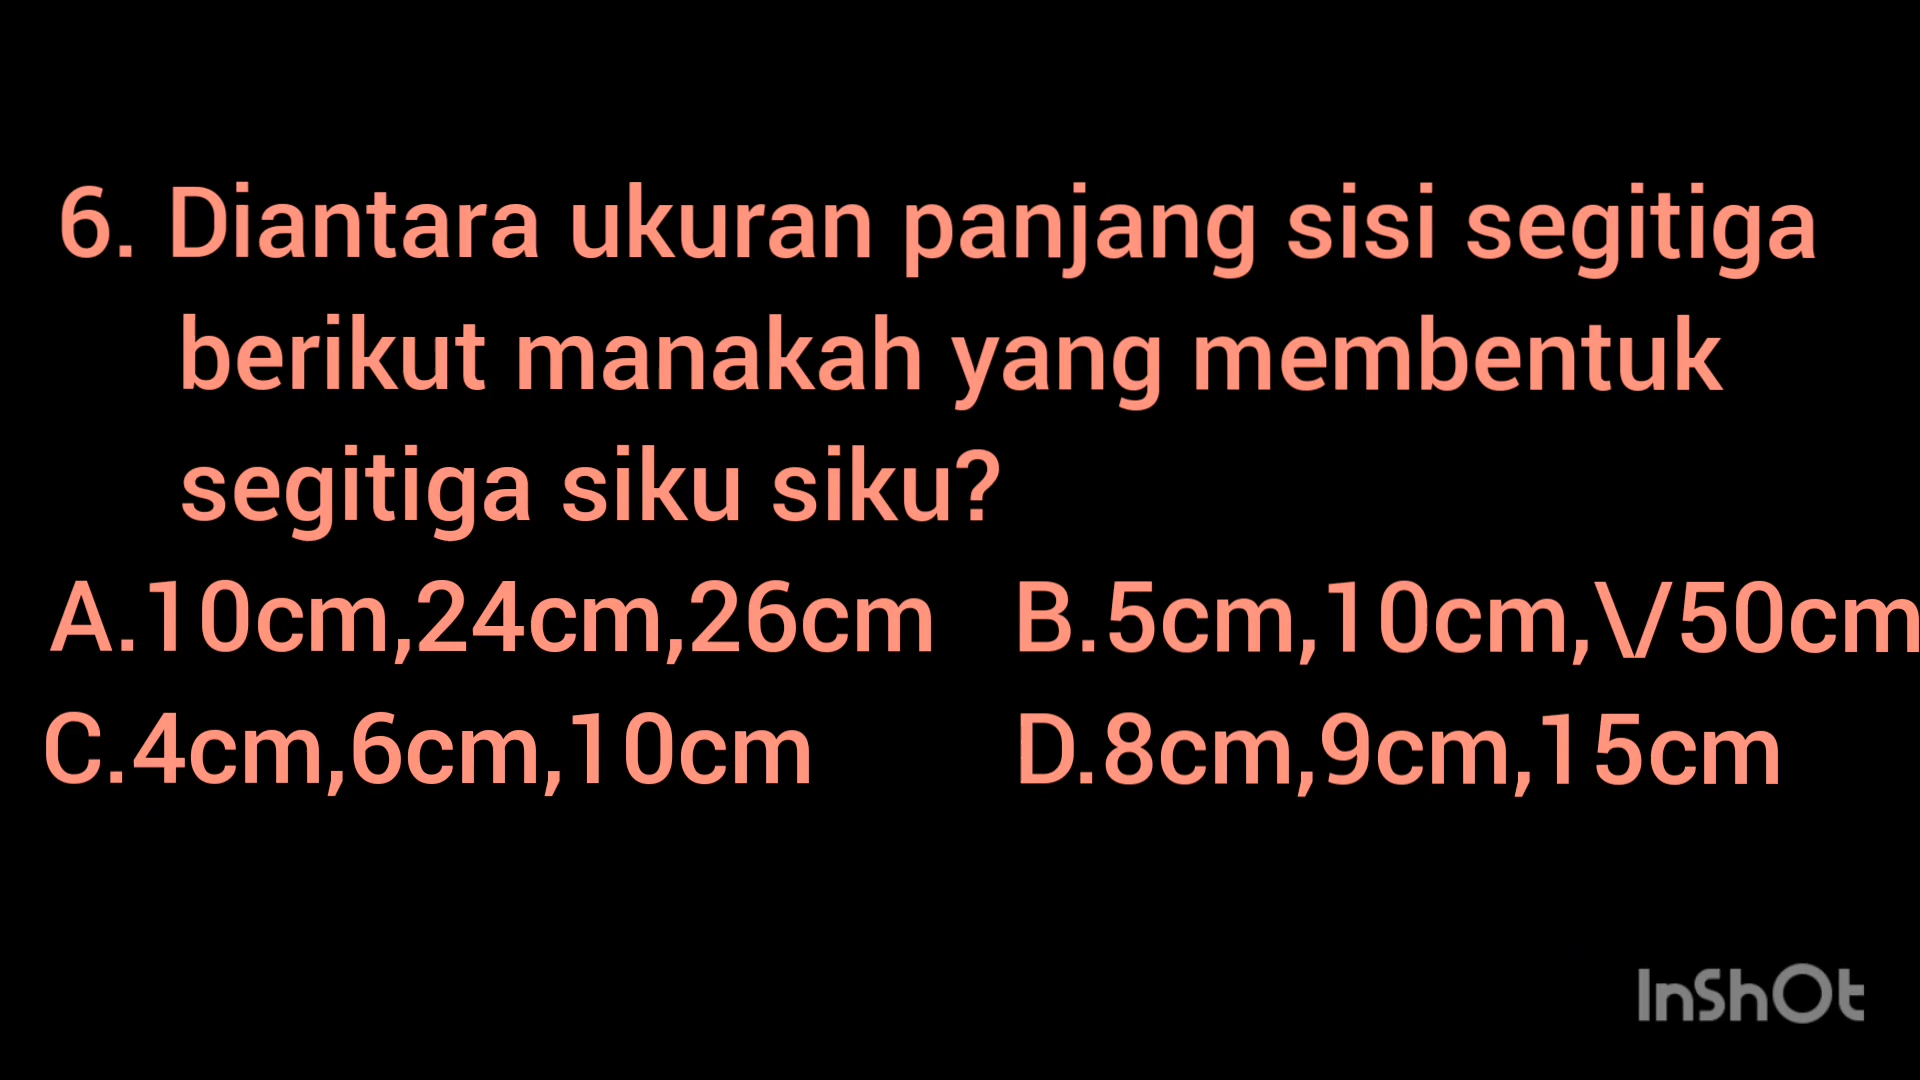 6. Diantara ukuran panjang sisi segitiga
berikut manakah yang membentuk
segitiga siku siku?
A.10cm,24cm,26cm B.5cm,10cm,\/50cm
C.4cm,6cm,10cm D.8cm,9cm,15cm
InShOt